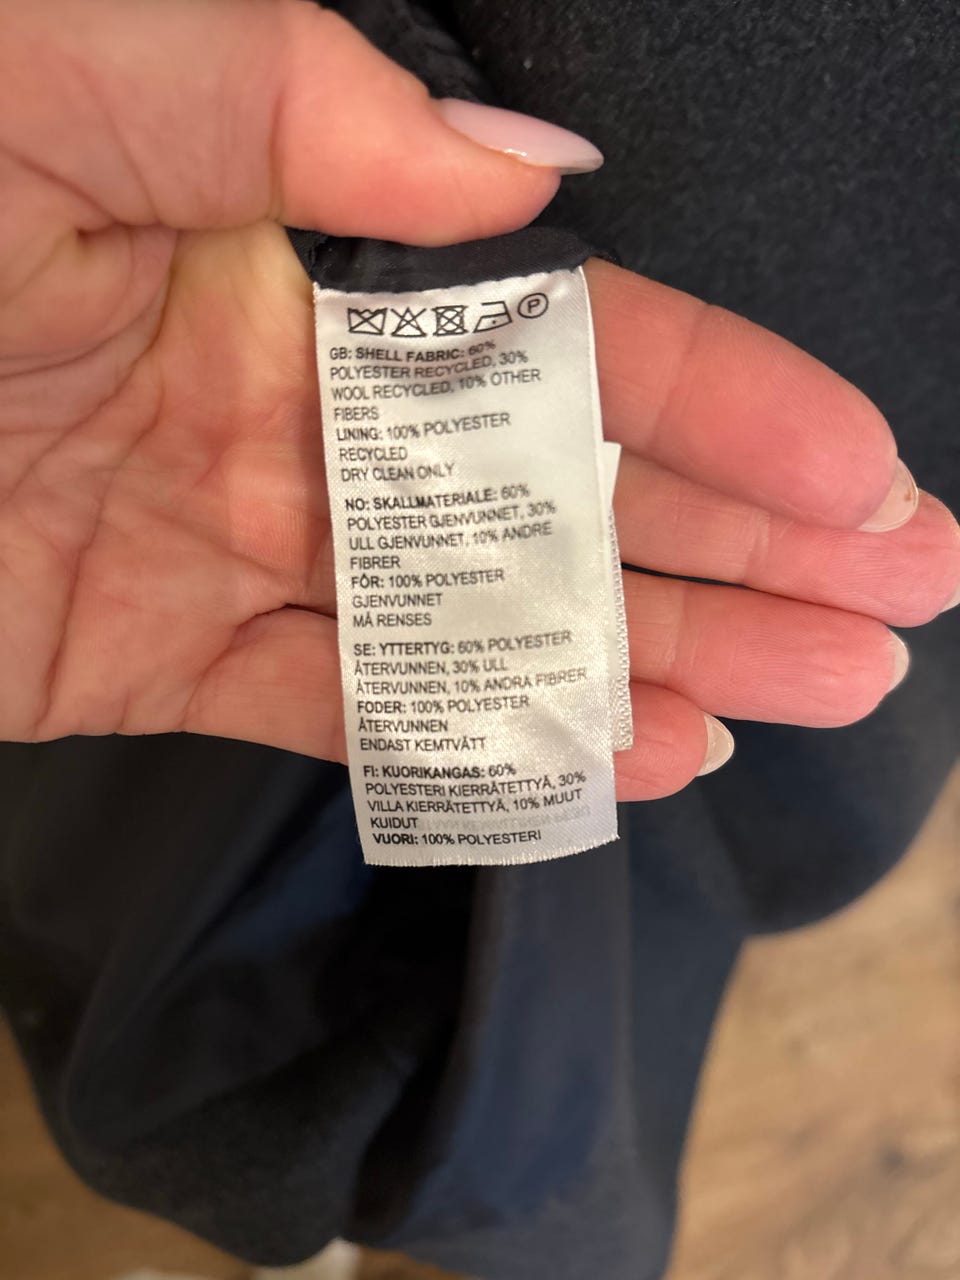 P
GB: SHELL FABRIC: 60%
POLYESTER RECYCLED, 30%
WOOL RECYCLED, 10% OTHER
FIBERS
LINING: 100% POLYESTER
RECYCLED
DRY CLEAN ONLY
NO: SKALLMATERIALE: 60%
POLYESTER GJENVUNNET, 30%
ULL GJENVUNNET, 10% ANDRE
FIBRER
FÔR: 100% POLYESTER
GJENVUNNET
MÅ RENSES
SE: YTTERTYG: 60% POLYESTER
ÅTERVUNNEN, 30% ULL
ÅTERVUNNEN, 10% ANDRA FIBRER
FODER: 100% POLYESTER
ÅTERVUNNEN
ENDAST KEMTVÄTT
FI: KUORIKANGAS: 60%
POLYESTERI KIERRÄTETTYÄ, 30%
VILLA KIERRÄTETTYÄ, 10% MUUT
KUIDUT
VUORI: 100% POLYESTERI